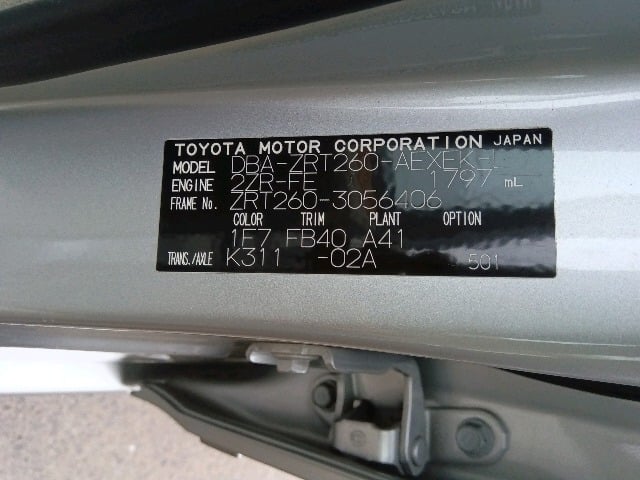 TOYOTA MOTOR CORPORATION JAPAN
MODEL DBA-ZRT260-AEXEK-L
ENGINE 2ZR-FE 1797 mL
FRAME No. ZRT260-3056406
COLOR TRIM PLANT OPTION
1E7 FB40 A41
TRANS./AXLE K311 -02A 501